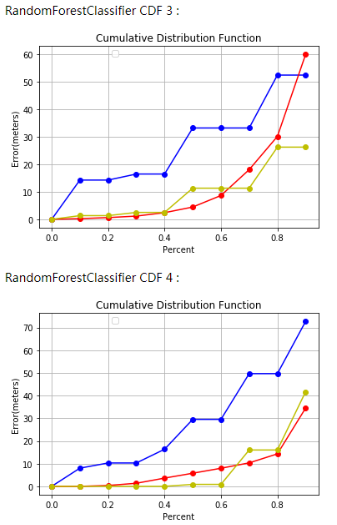 RandomForestClassifier CDF 3 :
Cumulative Distribution Function
60
50
40
30
20
10
0
Error(meters)
0.0 0.2 0.4 0.6 0.8
Percent
RandomForestClassifier CDF 4 :
Cumulative Distribution Function
70
60
50
40
30
20
10
0
Error(meters)
0.0 0.2 0.4 0.6 0.8
Percent